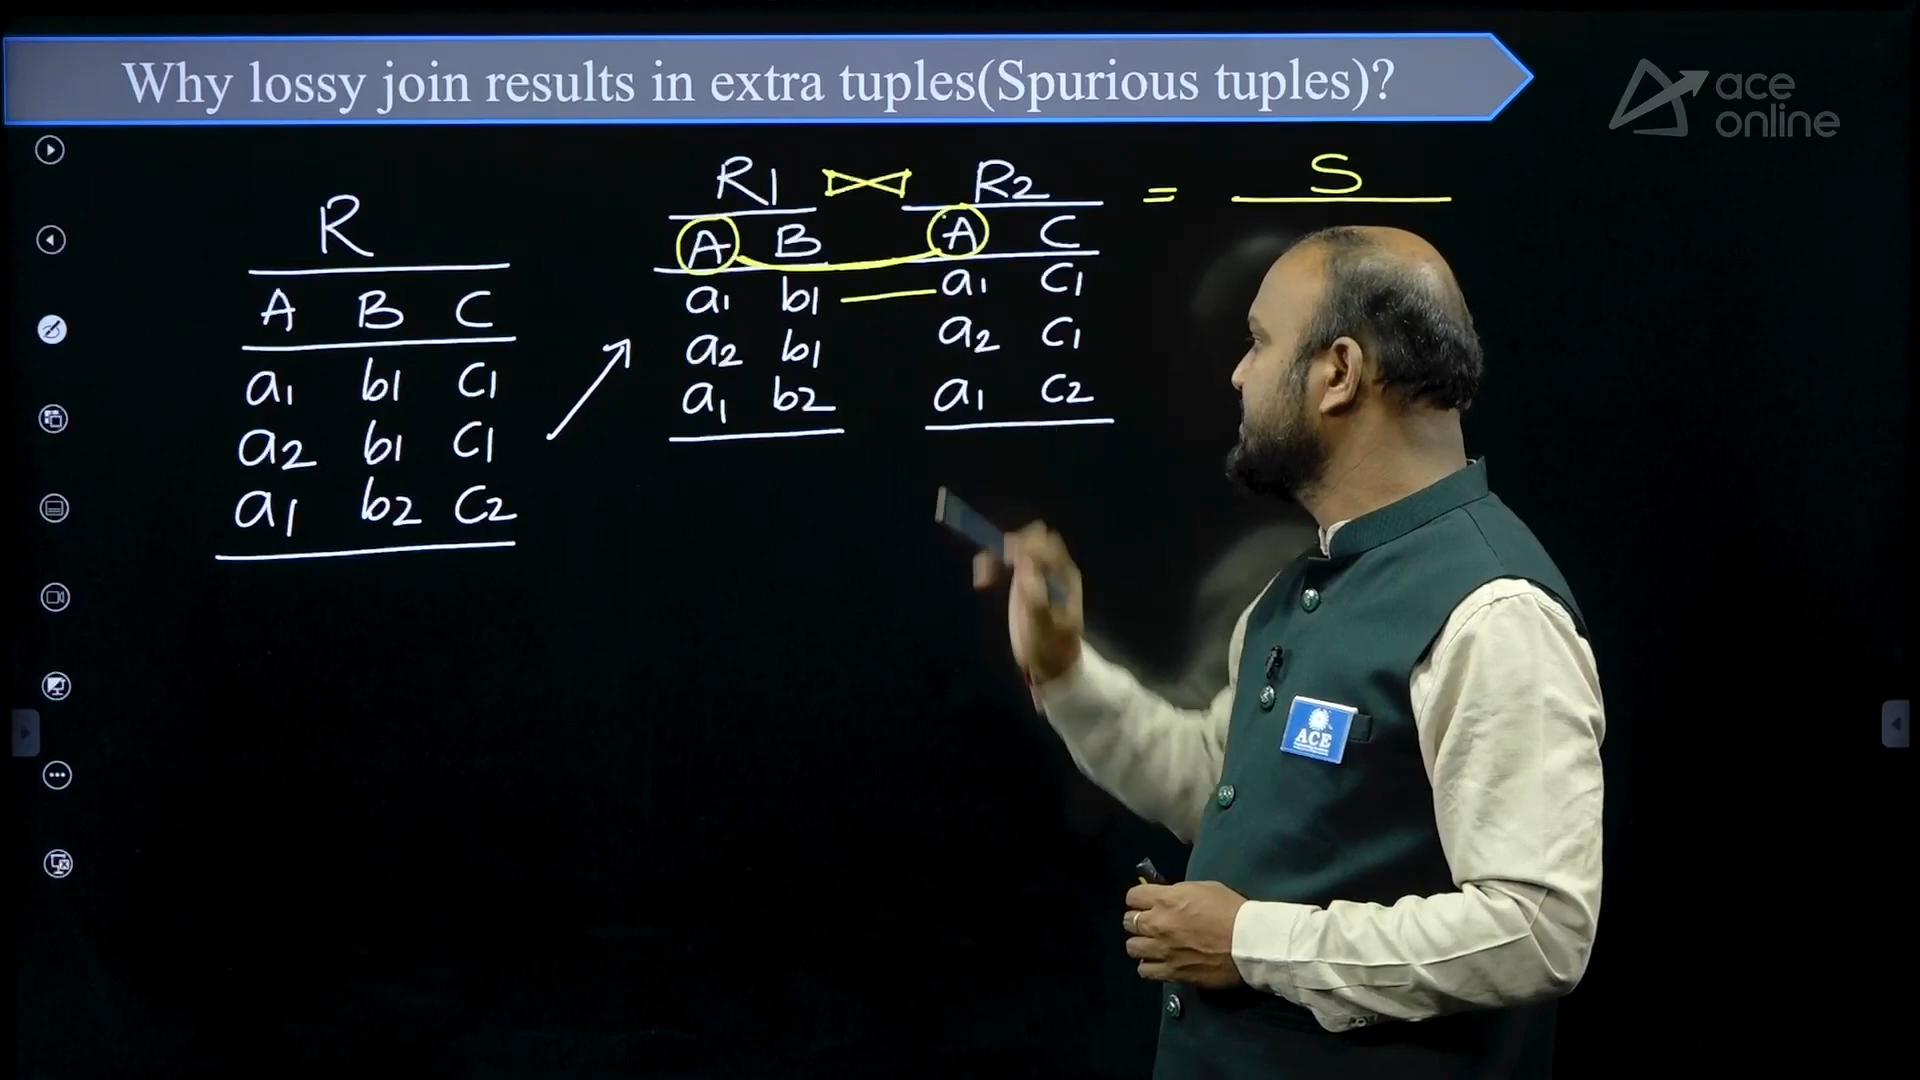 Why lossy join results in extra tuples(Spurious tuples)?
ace
online
R
A B C
a1 b1 c1
a2 b1 c1
a1 b2 c2
R1 ⋈ R2 = S
A B A C
a1 b1 a1 c1
a2 b1 a2 c1
a1 b2 a1 c2
ACE